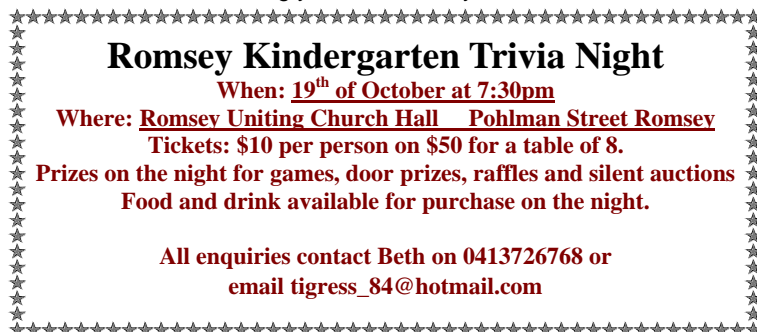 Romsey Kindergarten Trivia Night
When: 19th of October at 7:30pm
Where: Romsey Uniting Church Hall Pohlman Street Romsey
Tickets: $10 per person on $50 for a table of 8.
Prizes on the night for games, door prizes, raffles and silent auctions
Food and drink available for purchase on the night.
All enquiries contact Beth on 0413726768 or
email tigress_84@hotmail.com